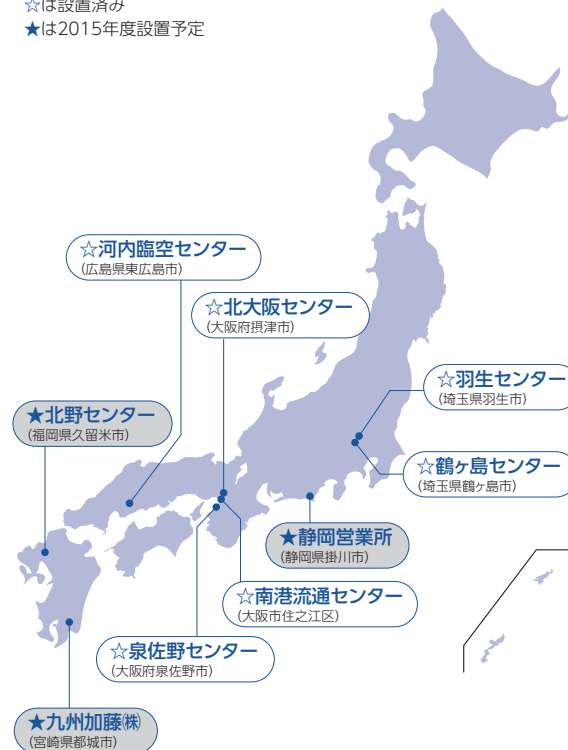 ☆は設置済み
★は2015年度設置予定
☆河内臨空センター
(広島県東広島市)
☆北大阪センター
(大阪府摂津市)
☆羽生センター
(埼玉県羽生市)
★北野センター
(福岡県久留米市)
☆鶴ヶ島センター
(埼玉県鶴ヶ島市)
★静岡営業所
(静岡県掛川市)
☆南港流通センター
(大阪市住之江区)
☆泉佐野センター
(大阪府泉佐野市)
★九州加藤㈱
(宮崎県都城市)